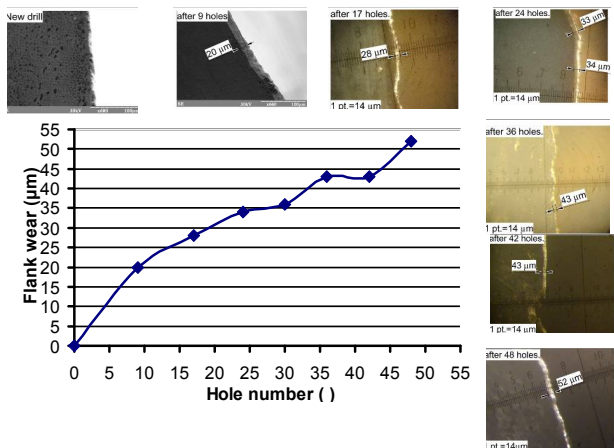 New drill
after 9 holes
20 µm
after 17 holes.
28 µm
1 pt.=14 µm
after 24 holes.
33 µm
34 µm
1 pt.=14 µm
after 36 holes.
43 µm
1 pt.=14 µm
after 42 holes.
43 µm
1 pt.=14 µm
after 48 holes.
52 µm
1 pt.=14µm
Flank wear (µm)
55
50
45
40
35
30
25
20
15
10
5
0
0 5 10 15 20 25 30 35 40 45 50 55
Hole number ( )